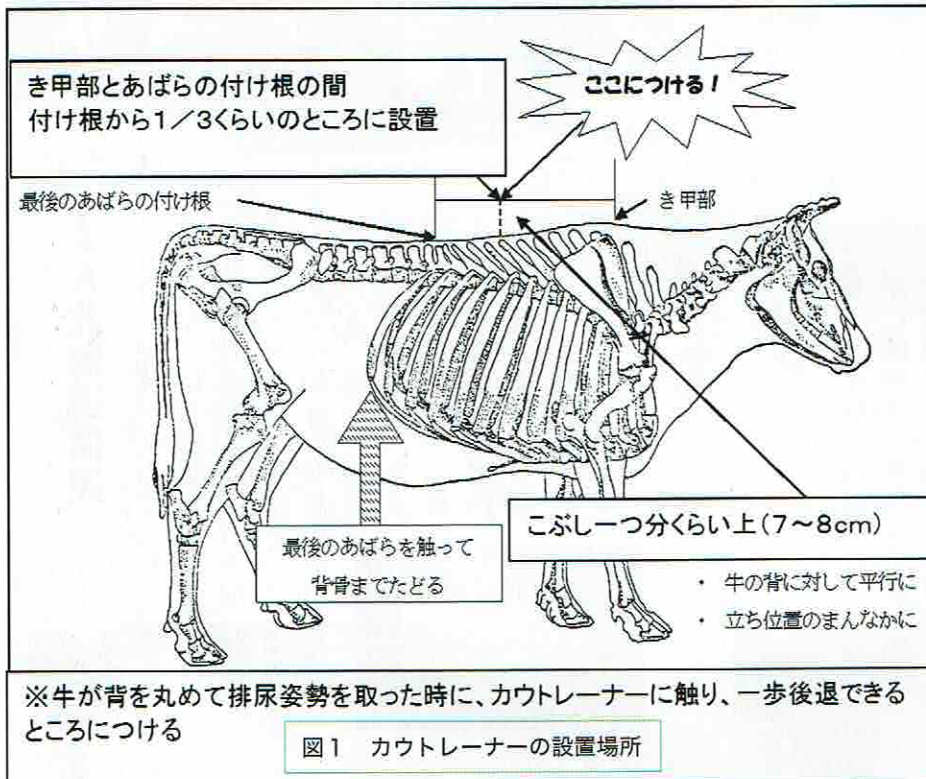 き甲部とあばらの付け根の間
付け根から1/3くらいのところに設置
ここにつける!
最後のあばらの付け根
き甲部
最後のあばらを触って
背骨までたどる
こぶし一つ分くらい上(7~8cm)
・ 牛の背に対して平行に
・ 立ち位置のまんなかに
※牛が背を丸めて排尿姿勢を取った時に、カウトレーナーに触り、一歩後退できる
ところにつける
図1 カウトレーナーの設置場所